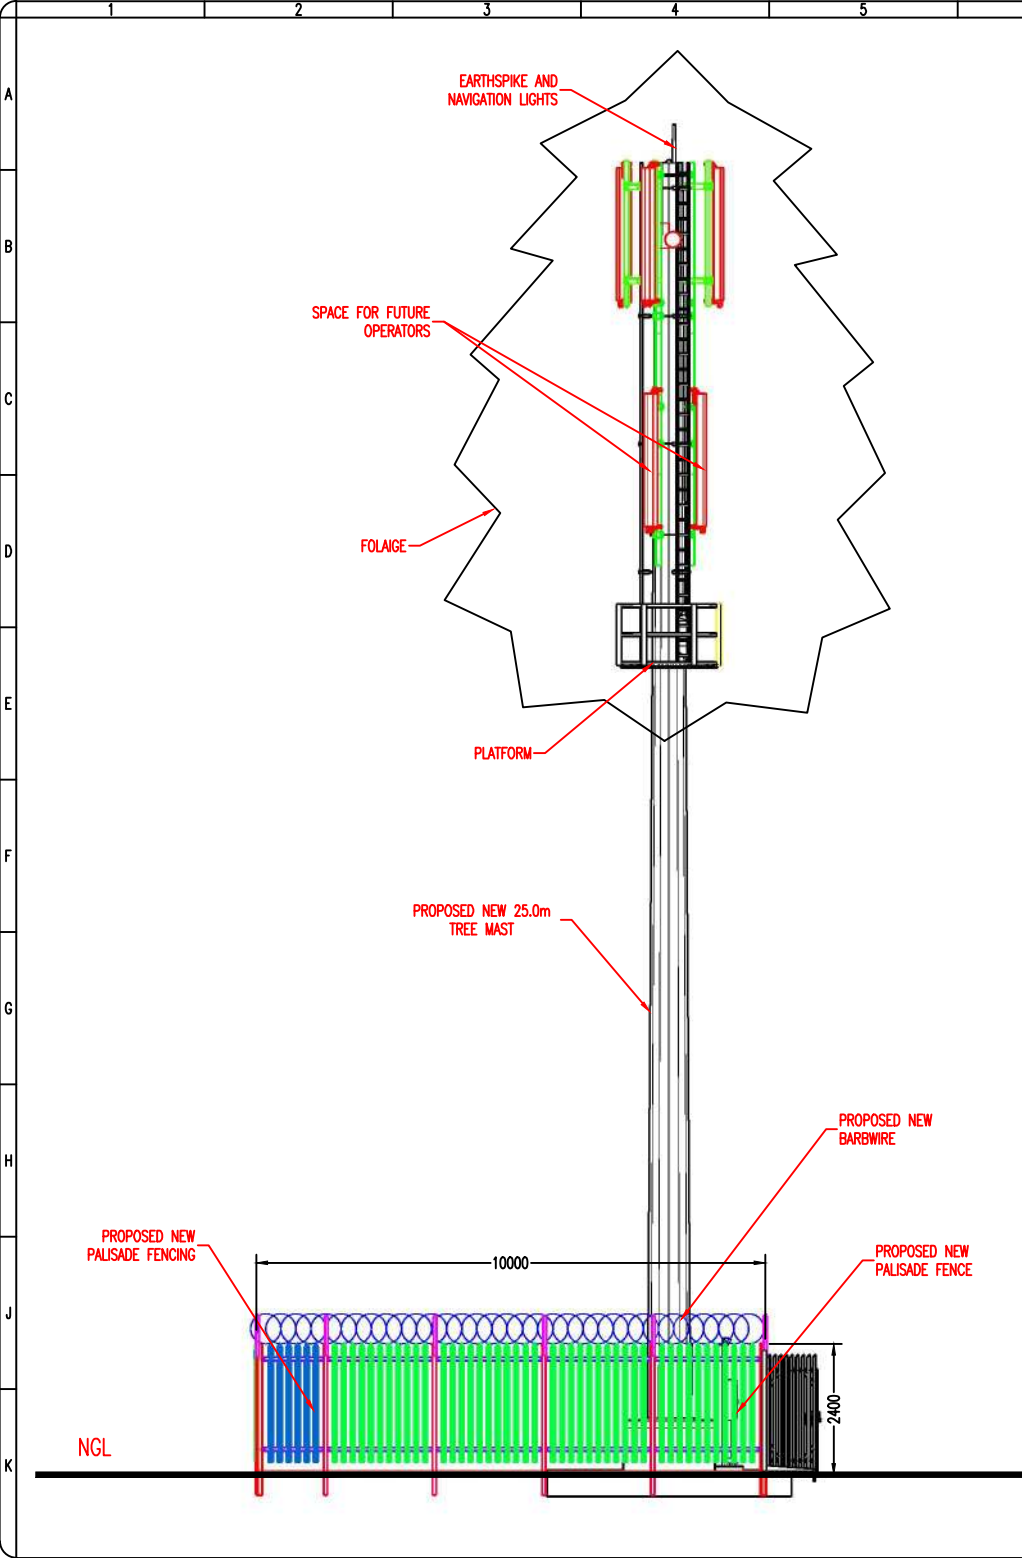 1 2 3 4 5
A
EARTHSPIKE AND
NAVIGATION LIGHTS
B
SPACE FOR FUTURE
OPERATORS
C
D
FOLAIGE
E
PLATFORM
F
PROPOSED NEW 25.0m
TREE MAST
G
PROPOSED NEW
BARBWIRE
H
PROPOSED NEW
PALISADE FENCING
10000
PROPOSED NEW
PALISADE FENCE
J
2400
NGL
K